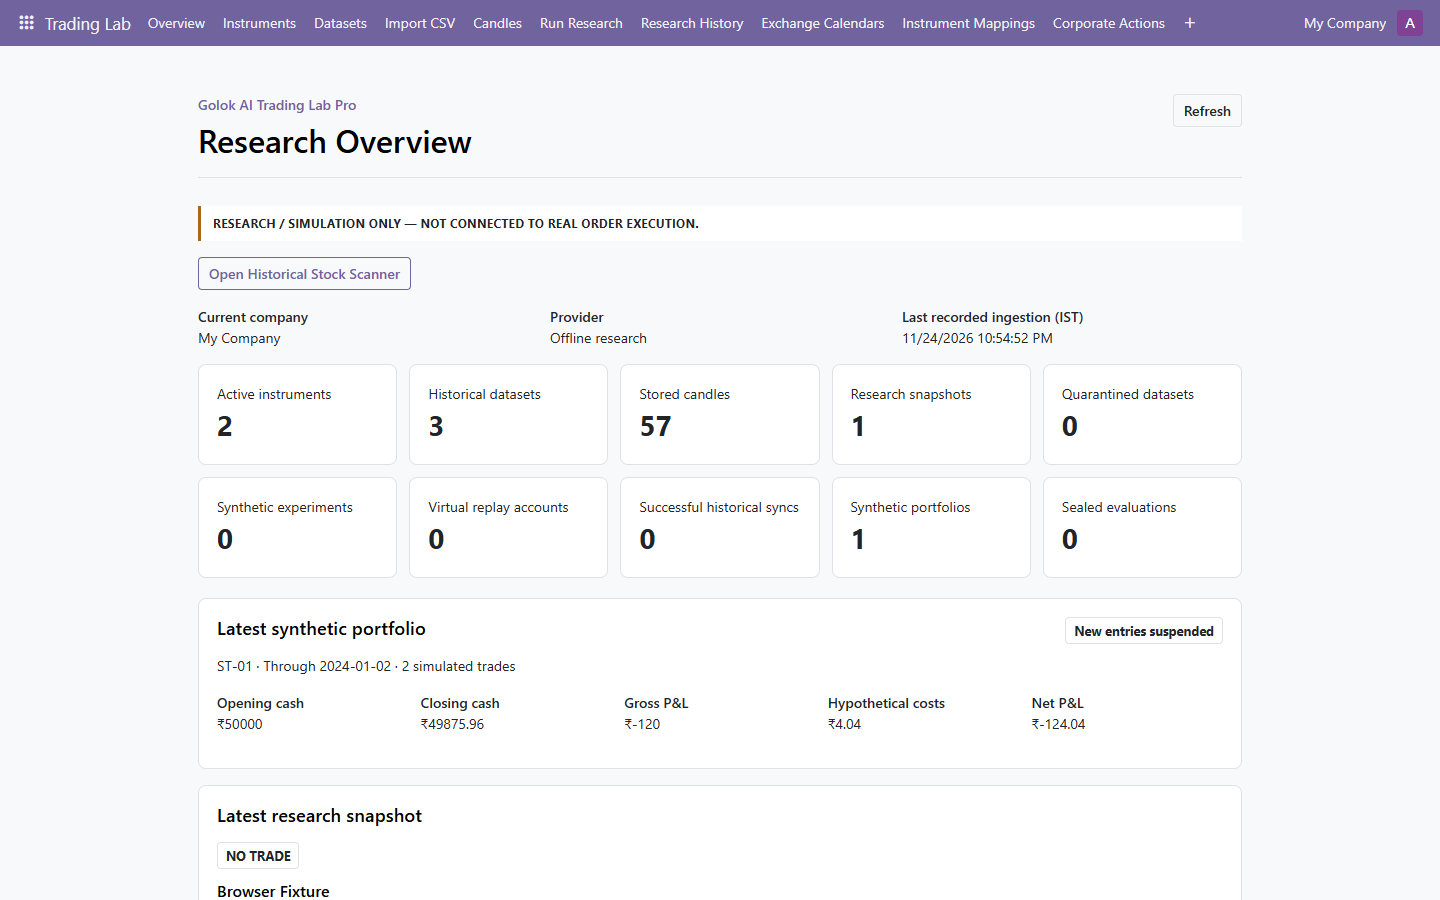 Trading Lab Overview Instruments Datasets Import CSV Candles Run Research Research History Exchange Calendars Instrument Mappings Corporate Actions + My Company A
Golok AI Trading Lab Pro
Refresh
Research Overview
RESEARCH / SIMULATION ONLY — NOT CONNECTED TO REAL ORDER EXECUTION.
Open Historical Stock Scanner
Current company Provider Last recorded ingestion (IST)
My Company Offline research 11/24/2026 10:54:52 PM
Active instruments Historical datasets Stored candles Research snapshots Quarantined datasets
2 3 57 1 0
Synthetic experiments Virtual replay accounts Successful historical syncs Synthetic portfolios Sealed evaluations
0 0 0 1 0
Latest synthetic portfolio New entries suspended
ST-01 · Through 2024-01-02 · 2 simulated trades
Opening cash Closing cash Gross P&L Hypothetical costs Net P&L
₹50000 ₹49875.96 ₹-120 ₹4.04 ₹-124.04
Latest research snapshot
NO TRADE
Browser Fixture